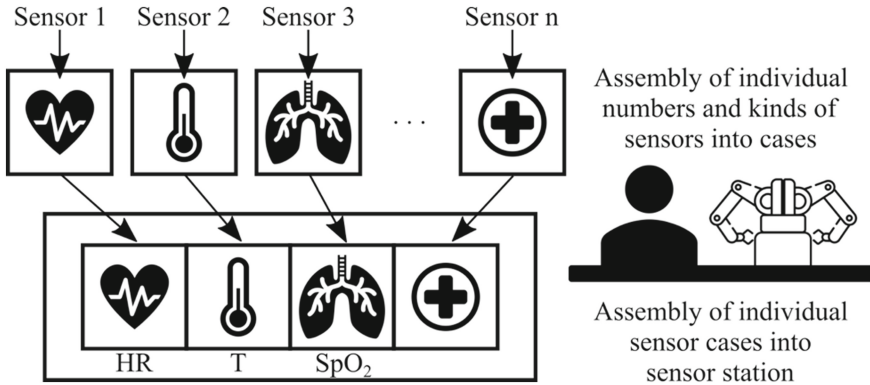 Sensor 1
Sensor 2
Sensor 3
Sensor n
. . .
HR
T
SpO₂
Assembly of individual
numbers and kinds of
sensors into cases
Assembly of individual
sensor cases into
sensor station